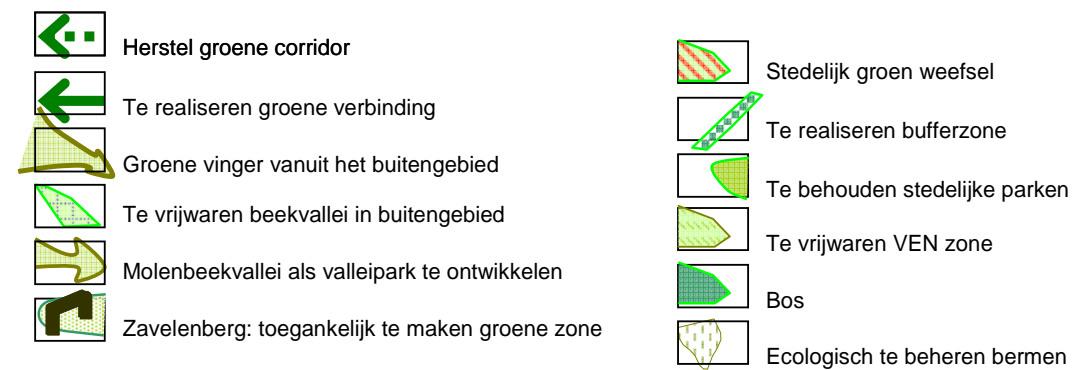 Herstel groene corridor
Te realiseren groene verbinding
Groene vinger vanuit het buitengebied
Te vrijwaren beekvallei in buitengebied
Molenbeekvallei als valleipark te ontwikkelen
Zavelenberg: toegankelijk te maken groene zone
Stedelijk groen weefsel
Te realiseren bufferzone
Te behouden stedelijke parken
Te vrijwaren VEN zone
Bos
Ecologisch te beheren bermen